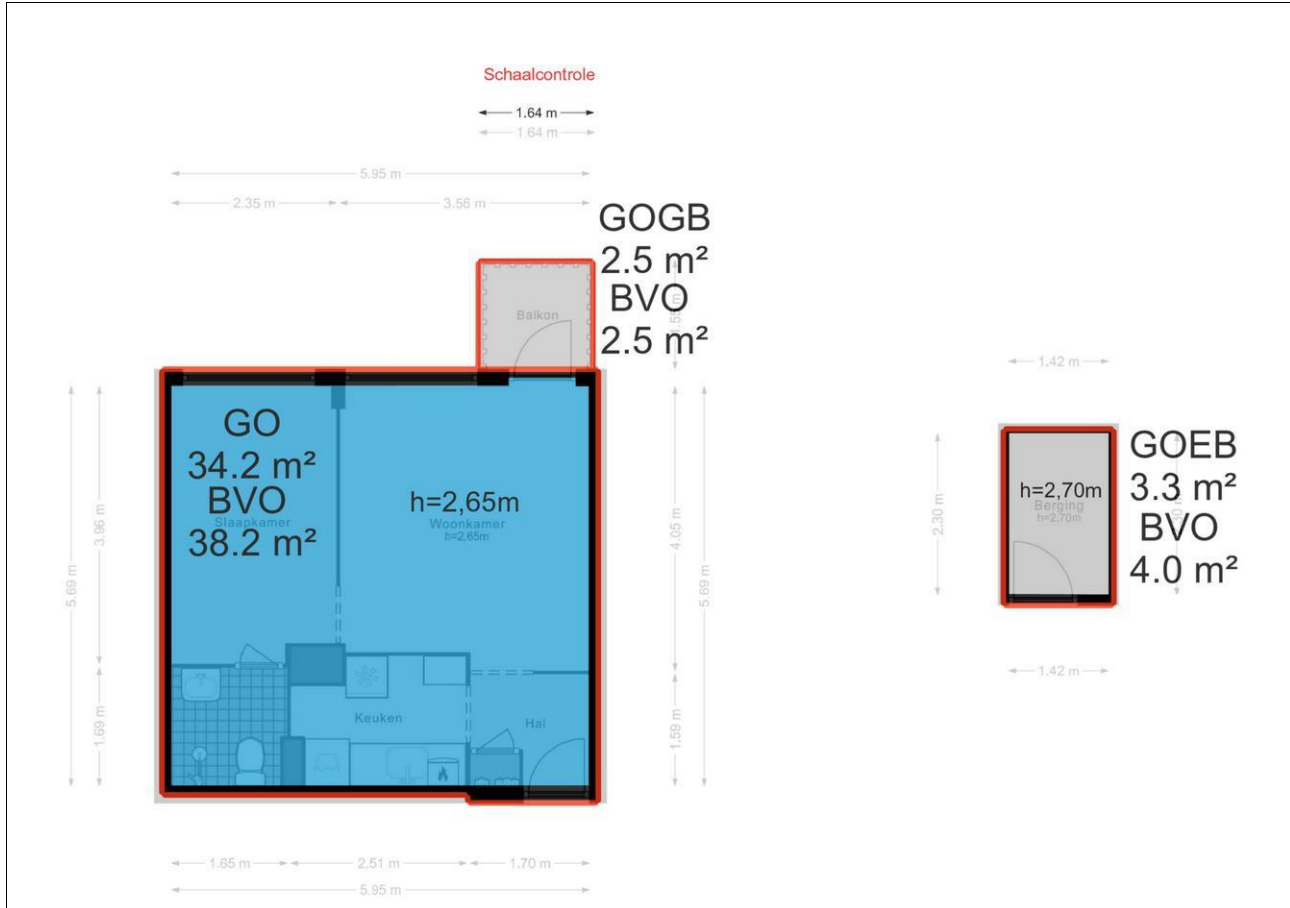 Schaalcontrole
1.64 m
1.64 m
5.95 m
2.35 m
3.56 m
GOGB
2.5 m²
BVO
2.5 m²
Balkon
1.42 m
GO
34.2 m²
BVO
38.2 m²
Slaapkamer
h=2,65m
Woonkamer
h=2,65m
3.96 m
5.69 m
4.05 m
5.69 m
2.30 m
h=2,70m
Berging
h=2,70m
GOEB
3.3 m²
BVO
4.0 m²
1.42 m
1.69 m
Keuken
Hal
1.59 m
1.65 m
2.51 m
1.70 m
5.95 m